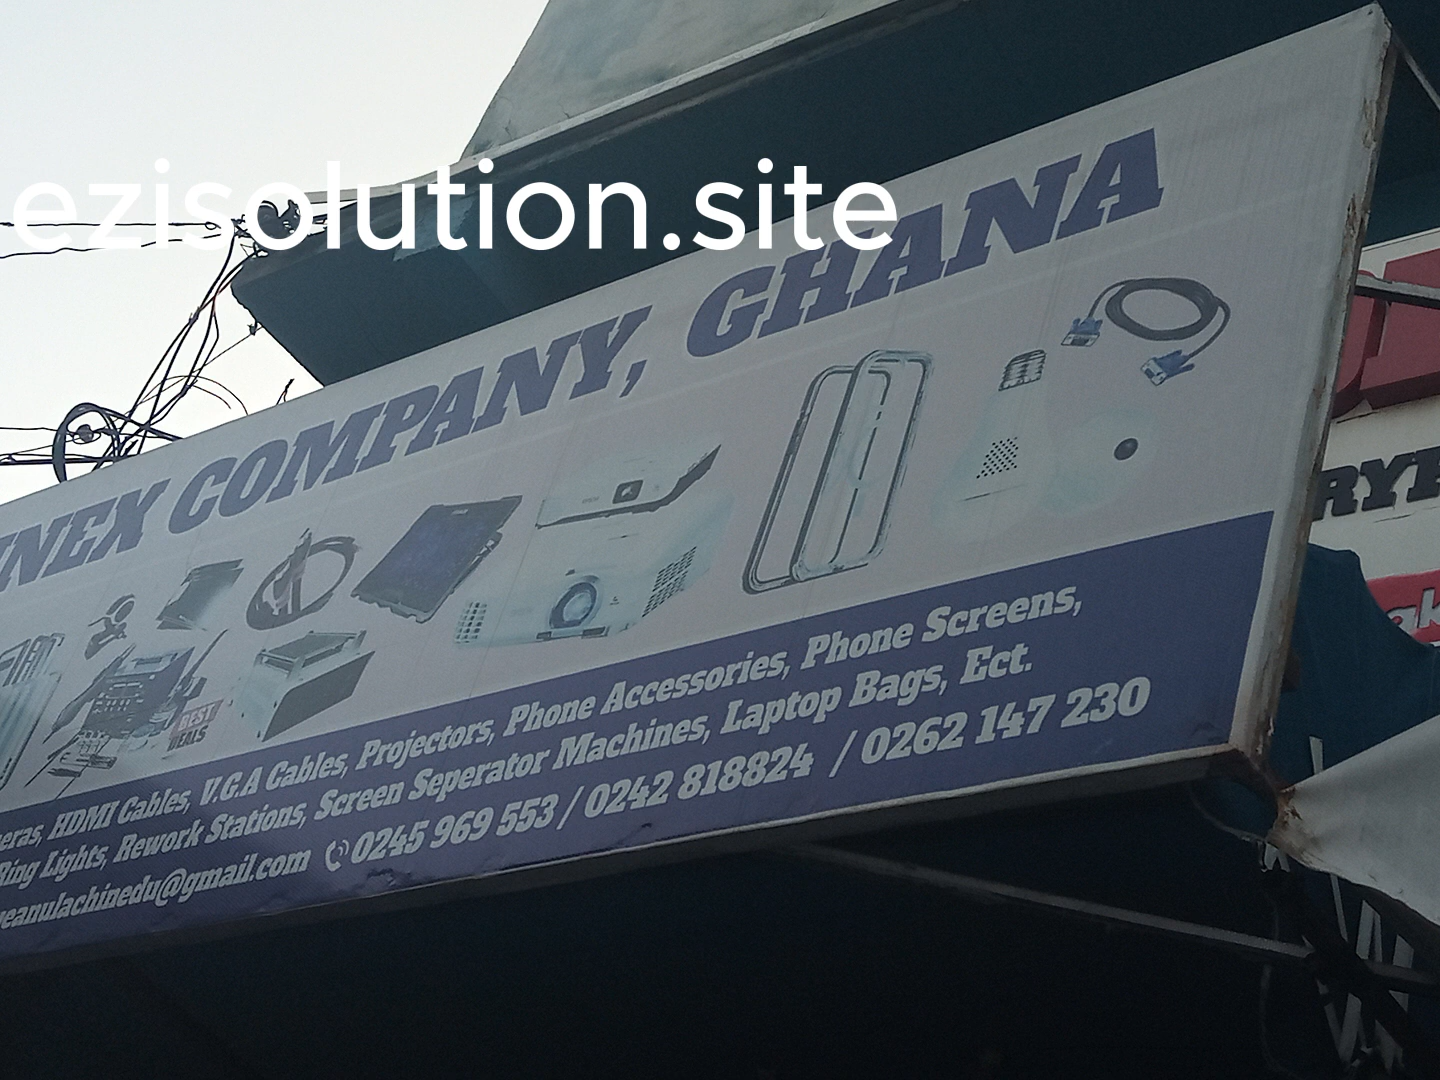 ezisolution.site
NEX COMPANY, GHANA
BEST
DEALS
eras, HDMI Cables, V.G.A Cables, Projectors, Phone Accessories, Phone Screens,
Ring Lights, Rework Stations, Screen Seperator Machines, Laptop Bags, Ect.
eanulachinedu@gmail.com 0245 969 553 / 0242 818824 / 0262 147 230